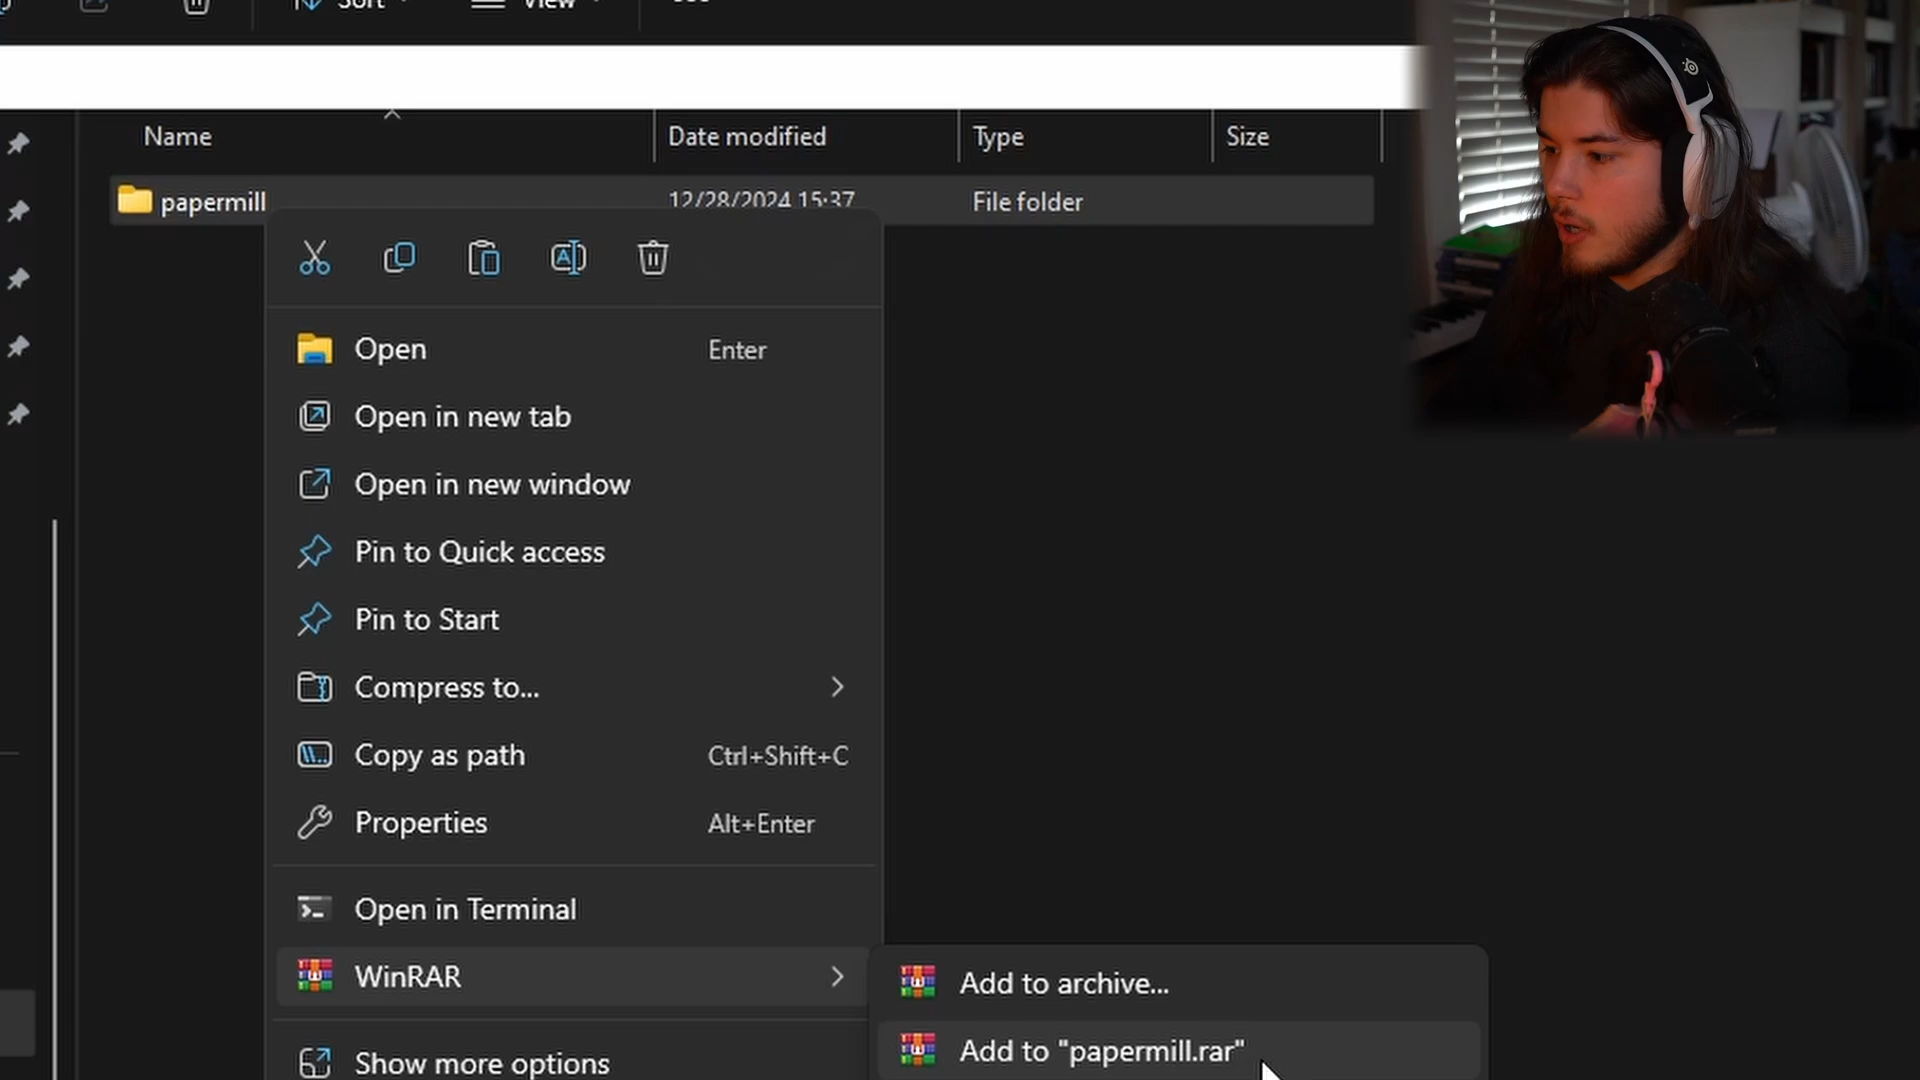 Sort
View
Name
Date modified
Type
Size
papermill
12/28/2024 15:37
File folder
Open
Enter
Open in new tab
Open in new window
Pin to Quick access
Pin to Start
Compress to...
Copy as path
Ctrl+Shift+C
Properties
Alt+Enter
Open in Terminal
WinRAR
Add to archive...
Add to "papermill.rar"
Show more options